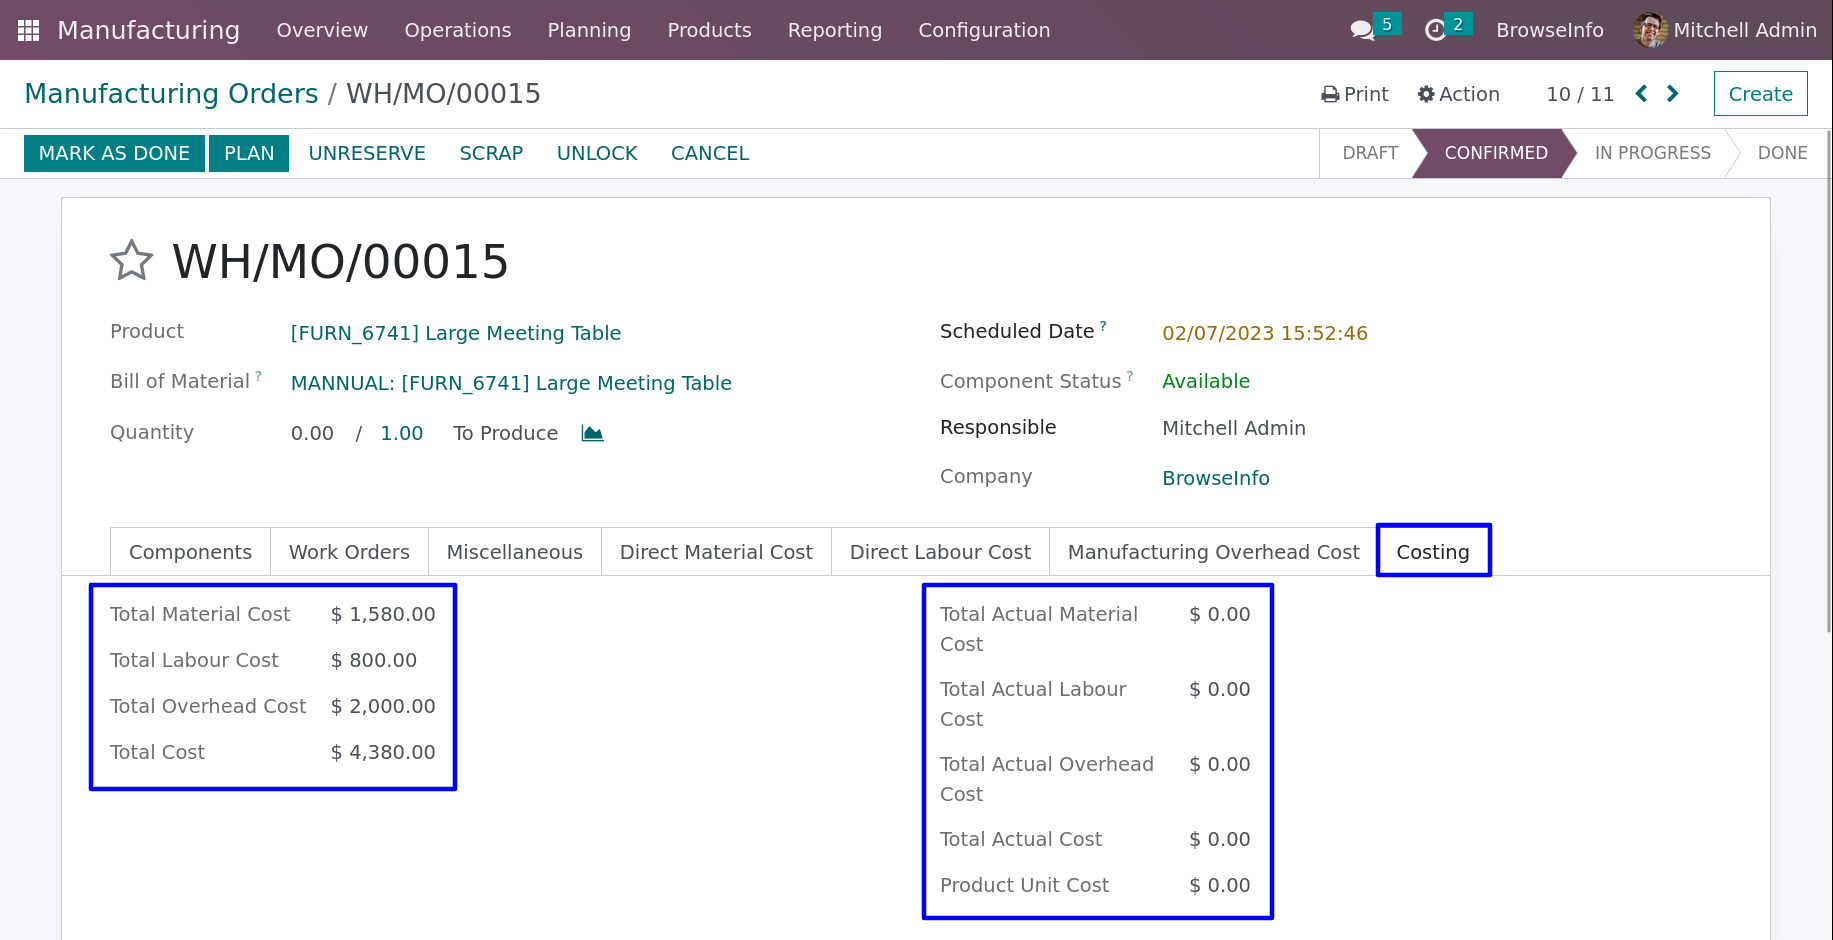 Manufacturing Overview Operations Planning Products Reporting Configuration 5 2 BrowseInfo Mitchell Admin
Manufacturing Orders / WH/MO/00015 Print Action 10 / 11 Create
MARK AS DONE PLAN UNRESERVE SCRAP UNLOCK CANCEL DRAFT CONFIRMED IN PROGRESS DONE
WH/MO/00015
Product [FURN_6741] Large Meeting Table
Bill of Material ? MANNUAL: [FURN_6741] Large Meeting Table
Quantity 0.00 / 1.00 To Produce
Scheduled Date ? 02/07/2023 15:52:46
Component Status ? Available
Responsible Mitchell Admin
Company BrowseInfo
Components Work Orders Miscellaneous Direct Material Cost Direct Labour Cost Manufacturing Overhead Cost Costing
Total Material Cost $ 1,580.00
Total Labour Cost $ 800.00
Total Overhead Cost $ 2,000.00
Total Cost $ 4,380.00
Total Actual Material $ 0.00
Cost
Total Actual Labour $ 0.00
Cost
Total Actual Overhead $ 0.00
Cost
Total Actual Cost $ 0.00
Product Unit Cost $ 0.00